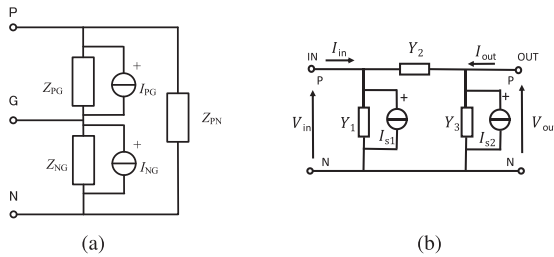 P
Z_PG
+
I_PG
G
Z_PN
Z_NG
+
I_NG
N
(a)
IN I_in Y_2 I_out OUT
P P
V_in Y_1 + I_s1 Y_3 + I_s2 V_ou
N N
(b)